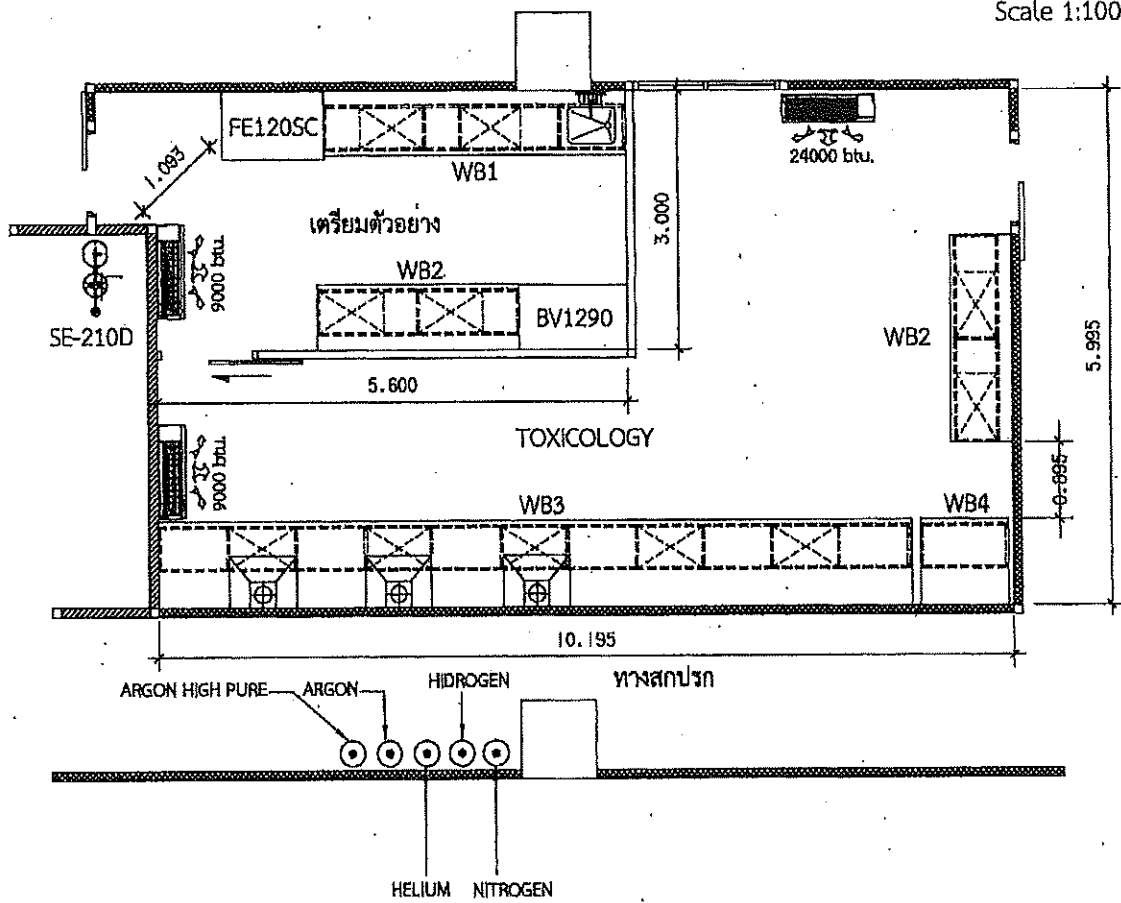 Scale 1:100
FE120SC
WB1
24000 btu.
1.093
เตรียมตัวอย่าง
3.000
9000 btu.
WB2
BV1290
SE-210D
WB2
5.995
5.600
TOXICOLOGY
9000 btu.
0.895
WB3
WB4
10.195
ทางสกปรก
ARGON HIGH PURE
ARGON
HIDROGEN
HELIUM
NITROGEN